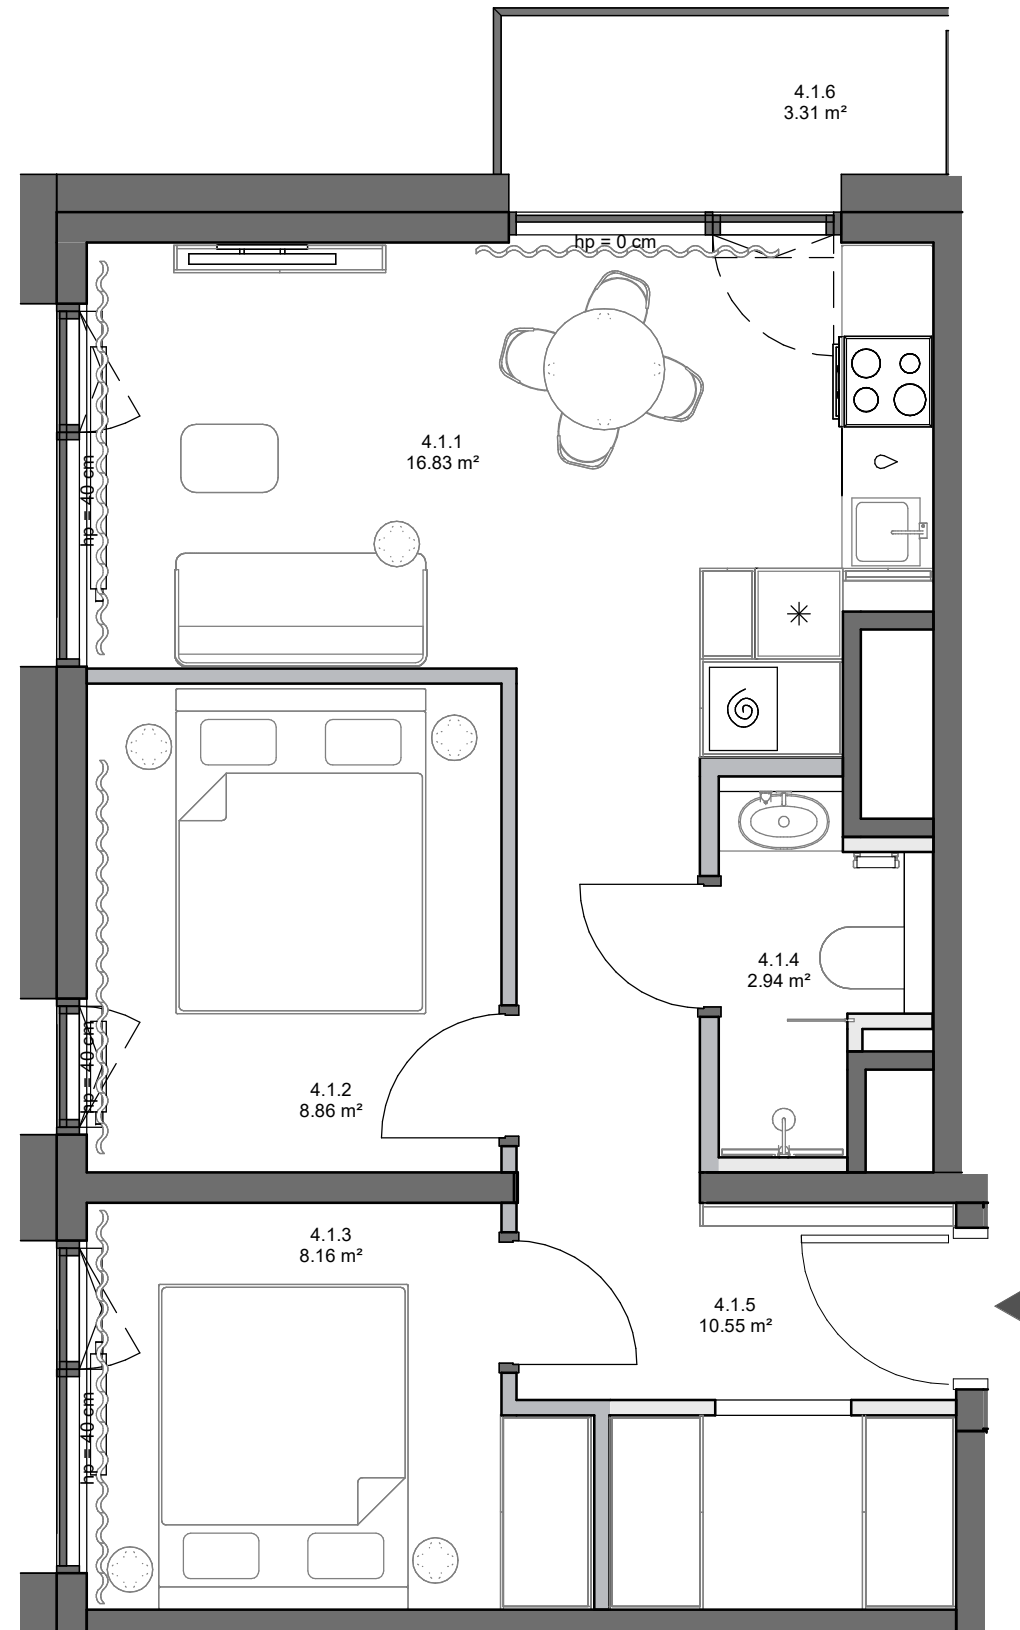 4.1.6
3.31 m²
hp = 0 cm
4.1.1
16.83 m²
hp = 40 cm
4.1.4
2.94 m²
hp = 40 cm
4.1.2
8.86 m²
4.1.3
8.16 m²
4.1.5
10.55 m²
hp = 40 cm